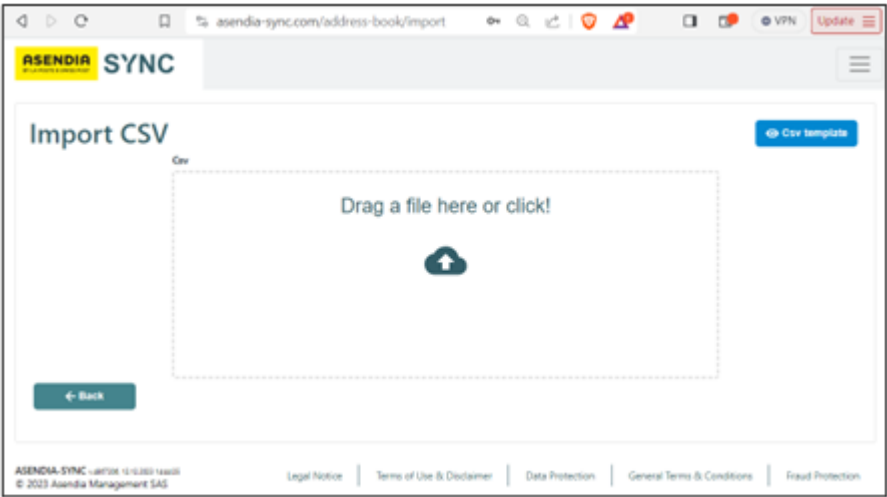 asendia-sync.com/address-book/import
VPN
Update
ASENDIA
SYNC
Import CSV
Csv template
Csv
Drag a file here or click!
← Back
ASENDIA-SYNC
© 2023 Asendia Management SAS
Legal Notice
Terms of Use & Disclaimer
Data Protection
General Terms & Conditions
Fraud Protection